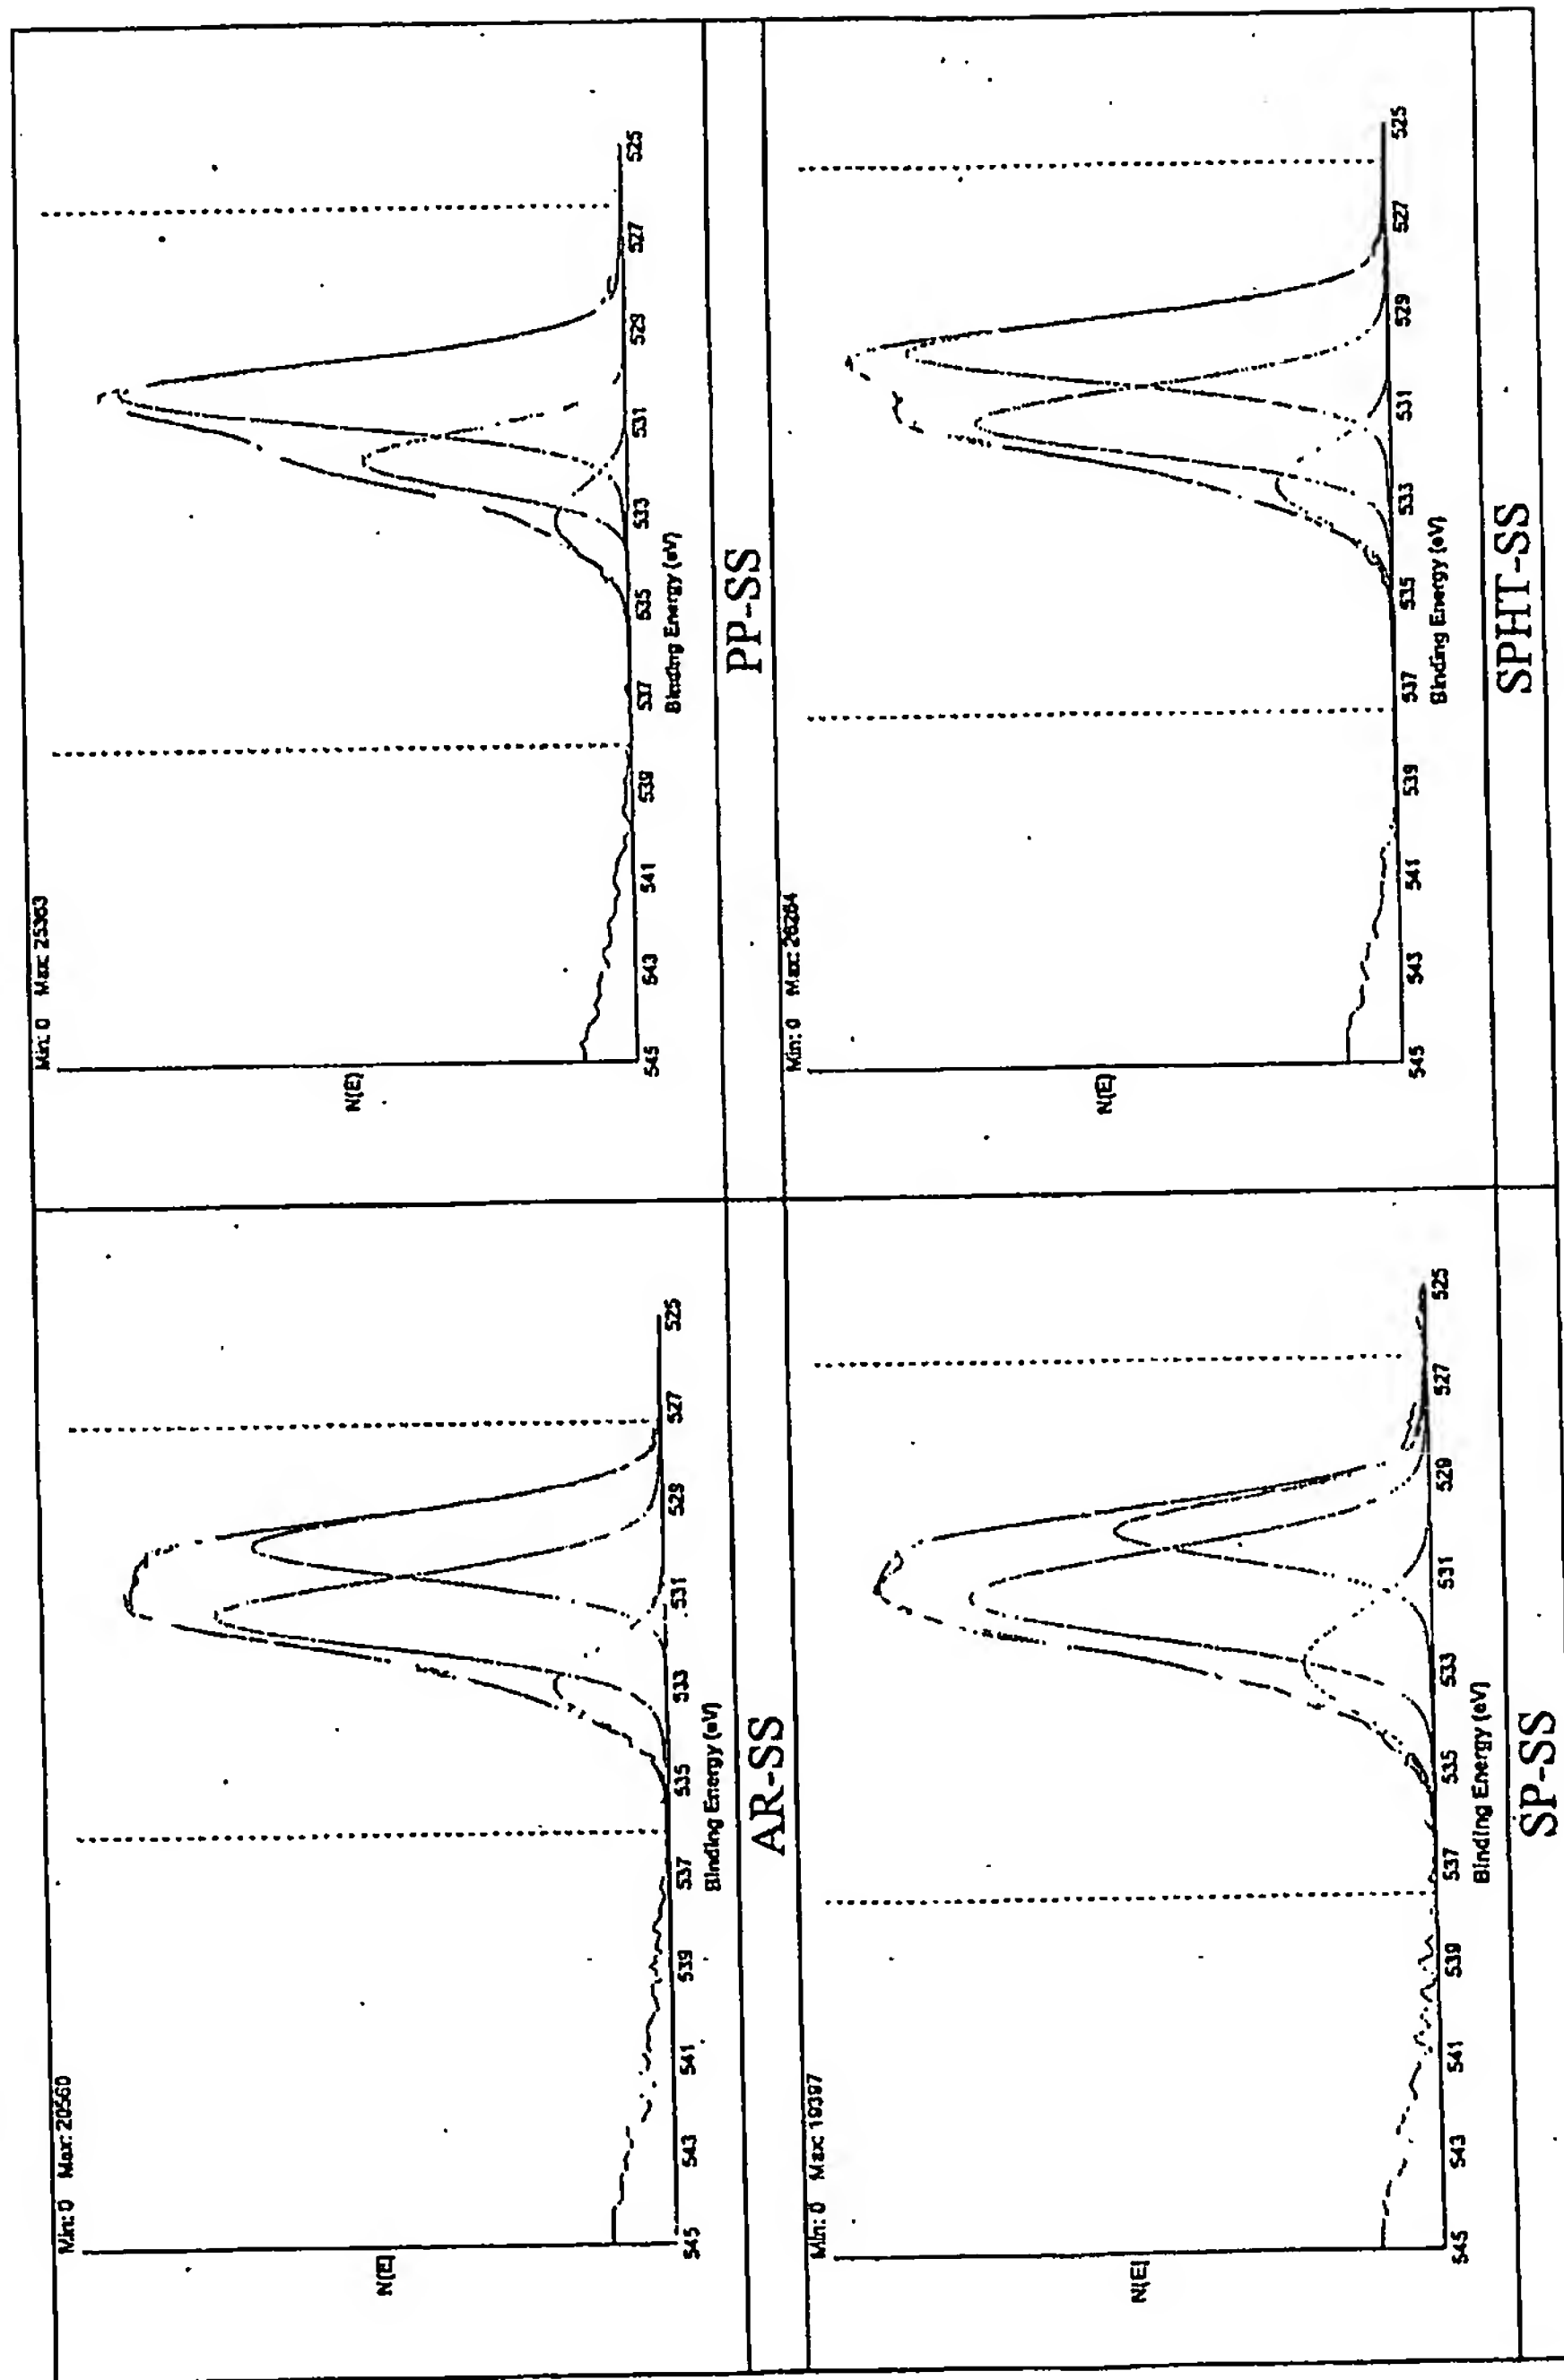 Min: 0 Max: 20560
N(E)
545 543 541 539 537 535 533 531 529 527 525
Binding Energy (eV)
AR-SS
Min: 0 Max: 25363
N(E)
545 543 541 539 537 535 533 531 529 527 525
Binding Energy (eV)
PP-SS
Min: 0 Max: 19397
N(E)
545 543 541 539 537 535 533 531 529 527 525
Binding Energy (eV)
SP-SS
Min: 0 Max: 26264
N(E)
545 543 541 539 537 535 533 531 529 527 525
Binding Energy (eV)
SPHT-SS